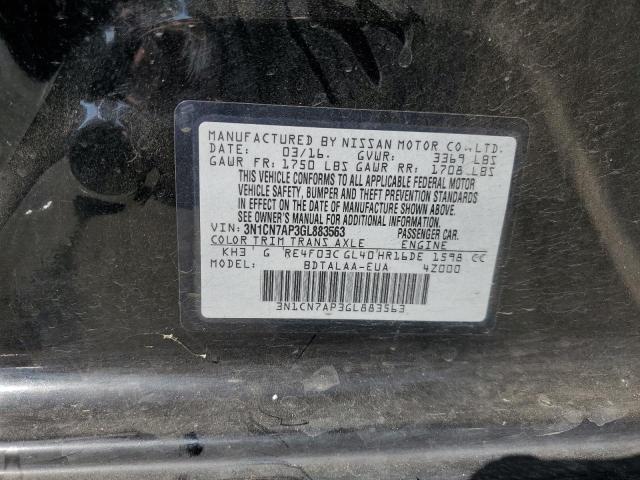 MANUFACTURED BY NISSAN MOTOR CO.,LTD.
DATE: 03/16. GVWR: 3369 LBS
GAWR FR: 1750 LBS GAWR RR: 1708 LBS
THIS VEHICLE CONFORMS TO ALL APPLICABLE FEDERAL MOTOR
VEHICLE SAFETY, BUMPER AND THEFT PREVENTION STANDARDS
IN EFFECT ON THE DATE OF MANUFACTURE SHOWN ABOVE.
SEE OWNER'S MANUAL FOR ADDITIONAL INFORMATION.
VIN: 3N1CN7AP3GL883563 PASSENGER CAR.
COLOR TRIM TRANS AXLE ENGINE
KH3 G RE4F03C GL40 HR16DE 1598 CC
MODEL: BDTALAA-EUA 4Z000
3N1CN7AP3GL883563